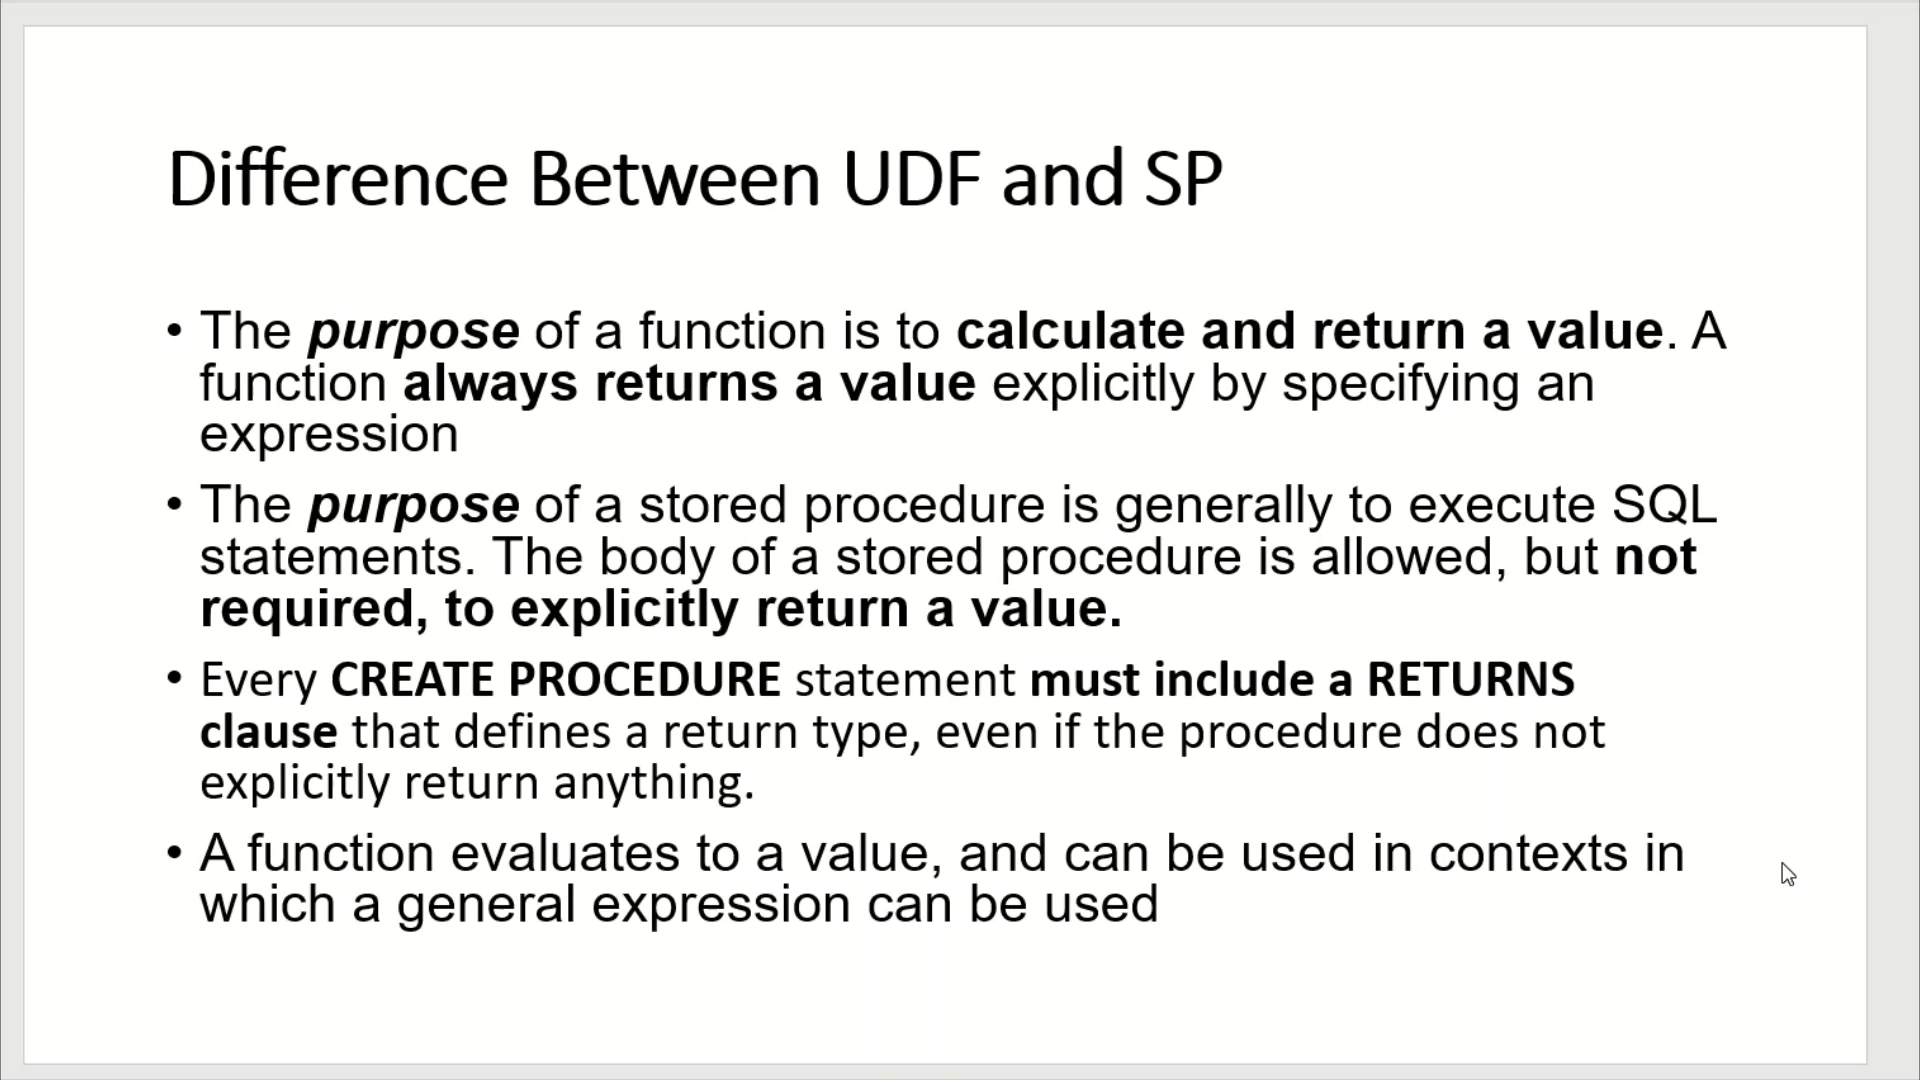 Difference Between UDF and SP
• The purpose of a function is to calculate and return a value. A
function always returns a value explicitly by specifying an
expression
• The purpose of a stored procedure is generally to execute SQL
statements. The body of a stored procedure is allowed, but not
required, to explicitly return a value.
• Every CREATE PROCEDURE statement must include a RETURNS
clause that defines a return type, even if the procedure does not
explicitly return anything.
• A function evaluates to a value, and can be used in contexts in
which a general expression can be used